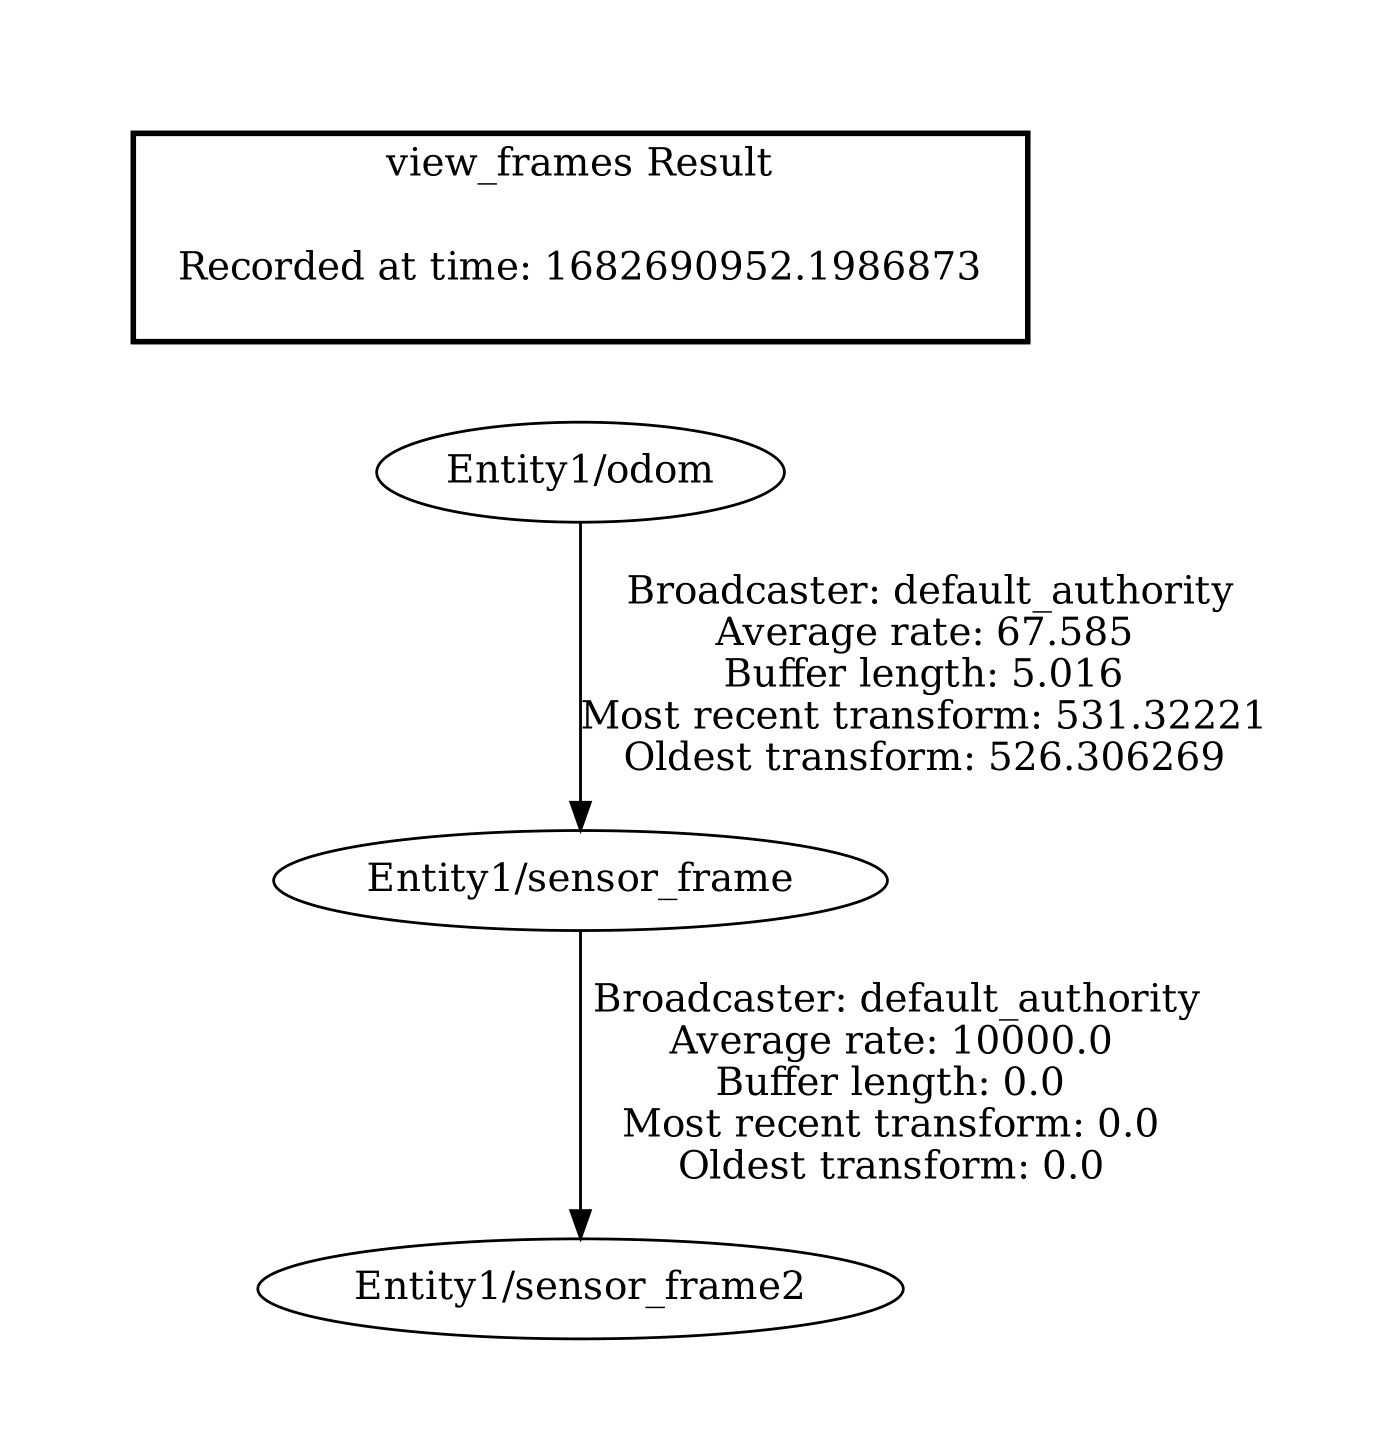 view_frames Result
Recorded at time: 1682690952.1986873
Entity1/odom
Broadcaster: default_authority
Average rate: 67.585
Buffer length: 5.016
Most recent transform: 531.32221
Oldest transform: 526.306269
Entity1/sensor_frame
Broadcaster: default_authority
Average rate: 10000.0
Buffer length: 0.0
Most recent transform: 0.0
Oldest transform: 0.0
Entity1/sensor_frame2